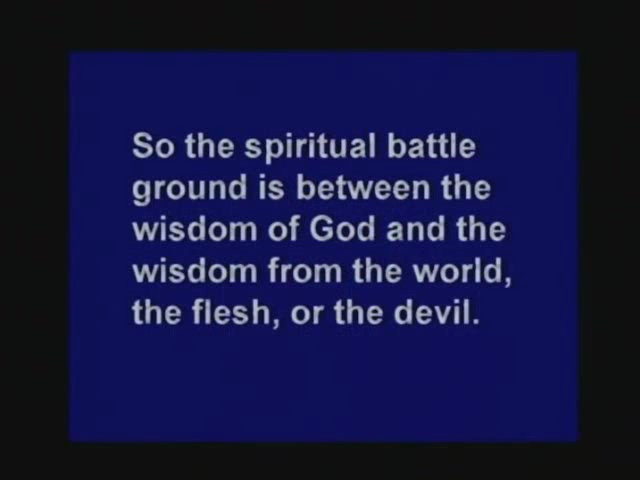 So the spiritual battle
ground is between the
wisdom of God and the
wisdom from the world,
the flesh, or the devil.